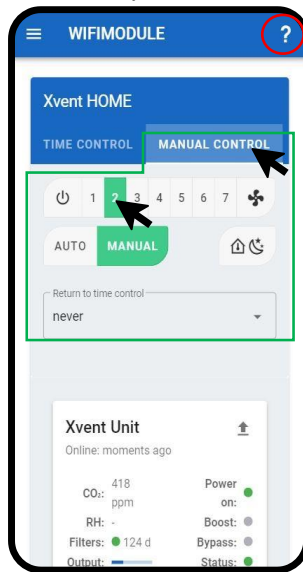 WIFIMODULE ?
Xvent HOME
TIME CONTROL MANUAL CONTROL
1 2 3 4 5 6 7
AUTO MANUAL
Return to time control
never
Xvent Unit
Online: moments ago
CO₂: 418 ppm Power on:
RH: - Boost:
Filters: 124 d Bypass:
Output: Status: